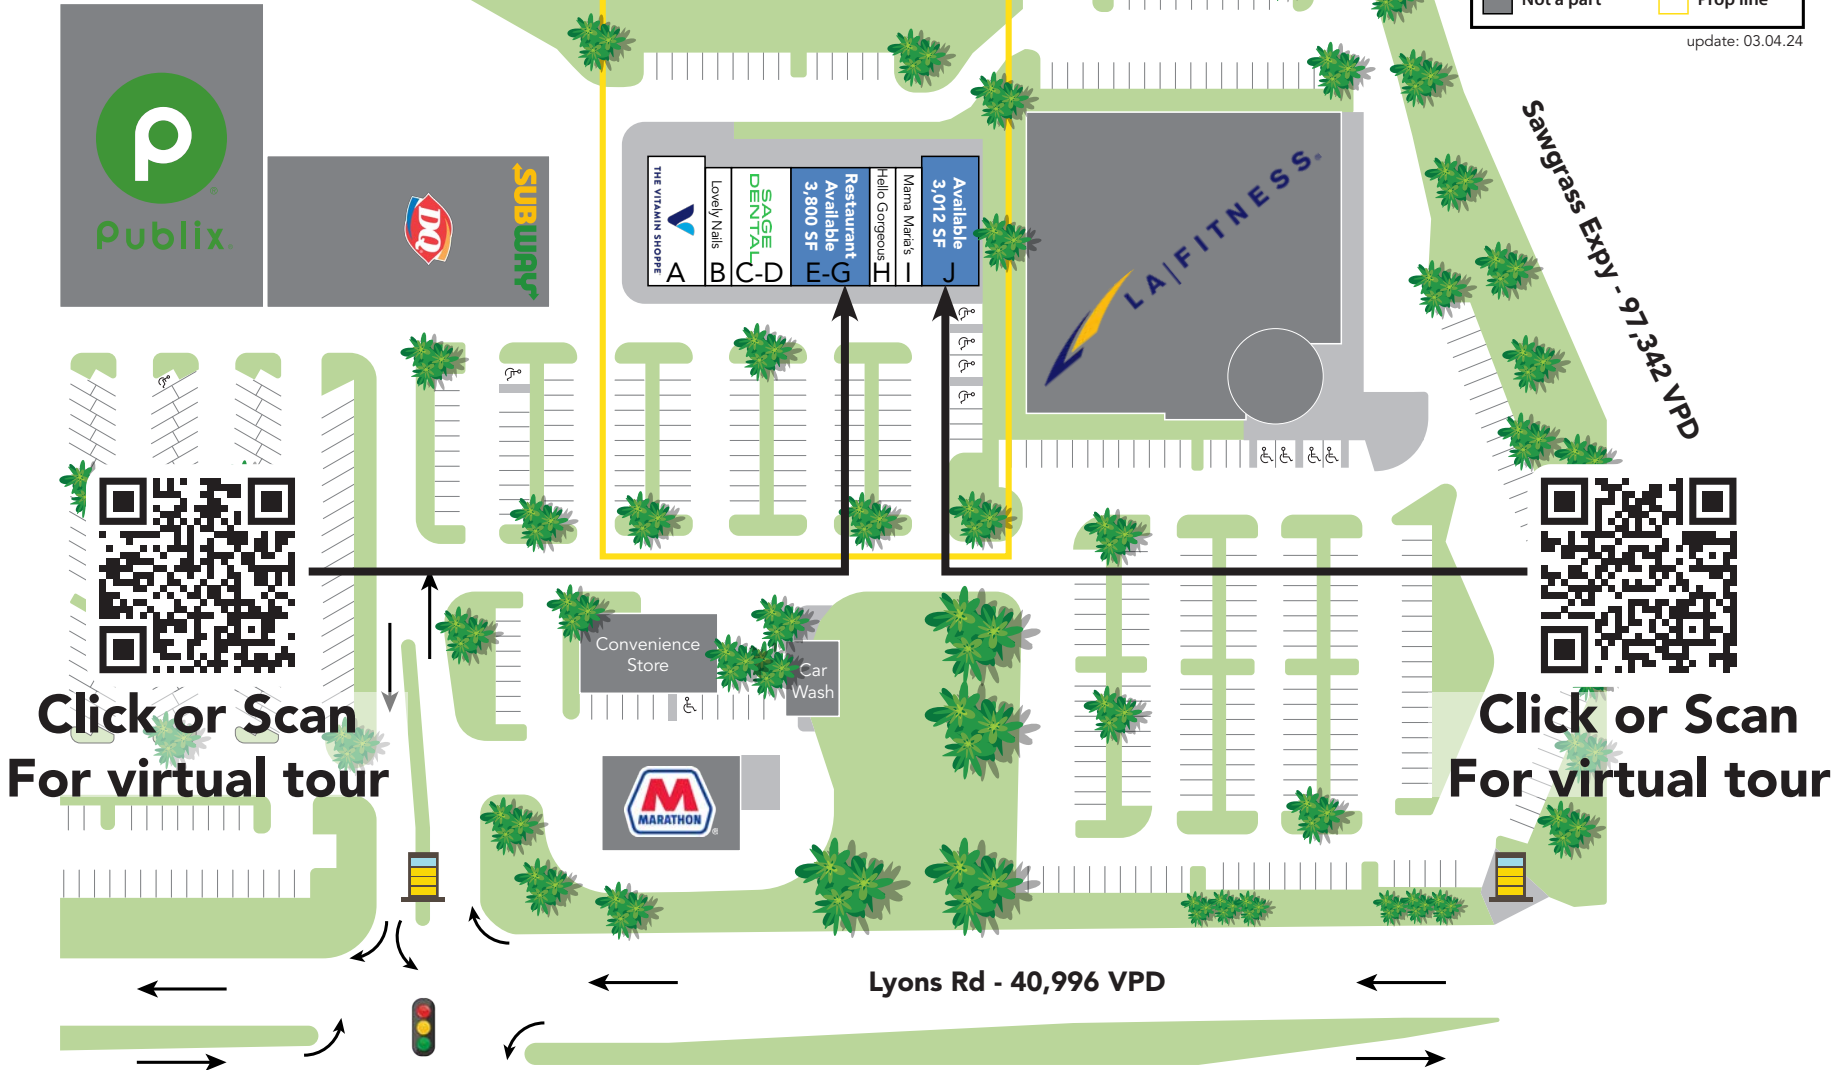 Not a part
Prop line
update: 03.04.24
Publix.
DQ
SUBWAY
THE VITAMIN SHOPPE
A
Lovely Nails
B
SAGE
DENTAL
C-D
Restaurant
Available
3,800 SF
E-G
Hello Gorgeous
H
Mama Maria's
I
Available
3,012 SF
J
LA|FITNESS
Sawgrass Expy - 97,342 VPD
Convenience
Store
Car
Wash
Click or Scan
For virtual tour
Click or Scan
For virtual tour
M
MARATHON
Lyons Rd - 40,996 VPD